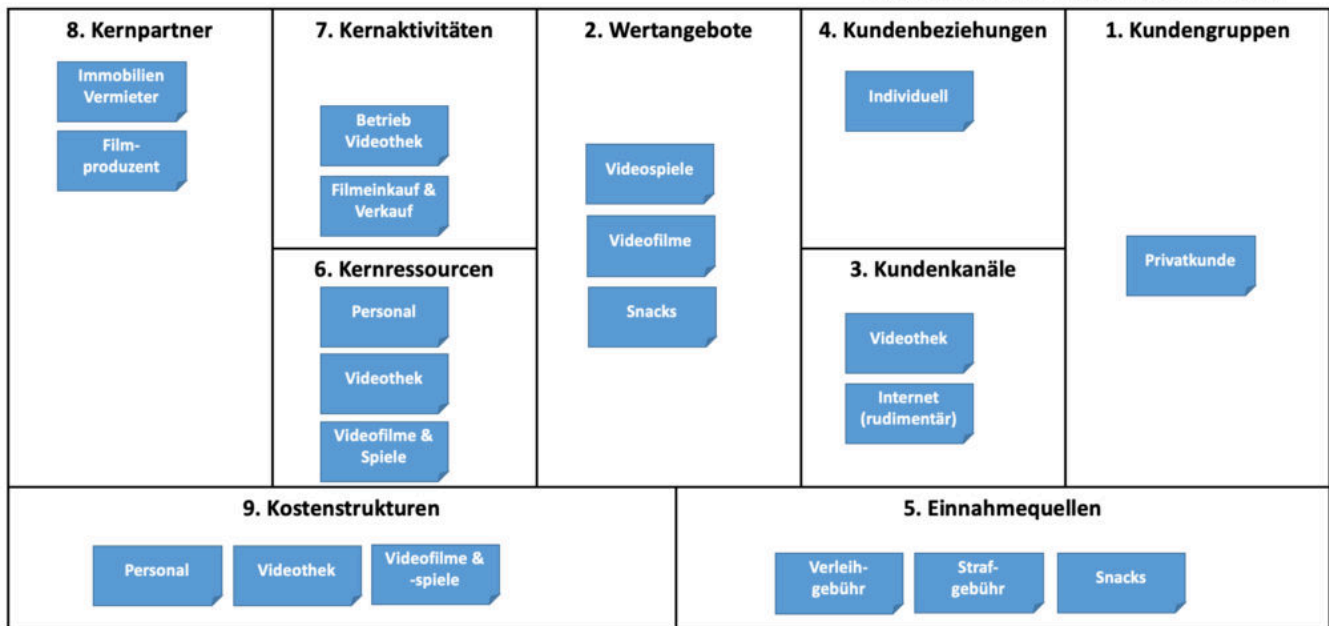 8. Kernpartner
Immobilien
Vermieter
Film-
produzent
7. Kernaktivitäten
Betrieb
Videothek
Filmeinkauf &
Verkauf
6. Kernressourcen
Personal
Videothek
Videofilme &
Spiele
2. Wertangebote
Videospiele
Videofilme
Snacks
4. Kundenbeziehungen
Individuell
3. Kundenkanäle
Videothek
Internet
(rudimentär)
1. Kundengruppen
Privatkunde
9. Kostenstrukturen
Personal
Videothek
Videofilme &
-spiele
5. Einnahmequellen
Verleih-
gebühr
Straf-
gebühr
Snacks